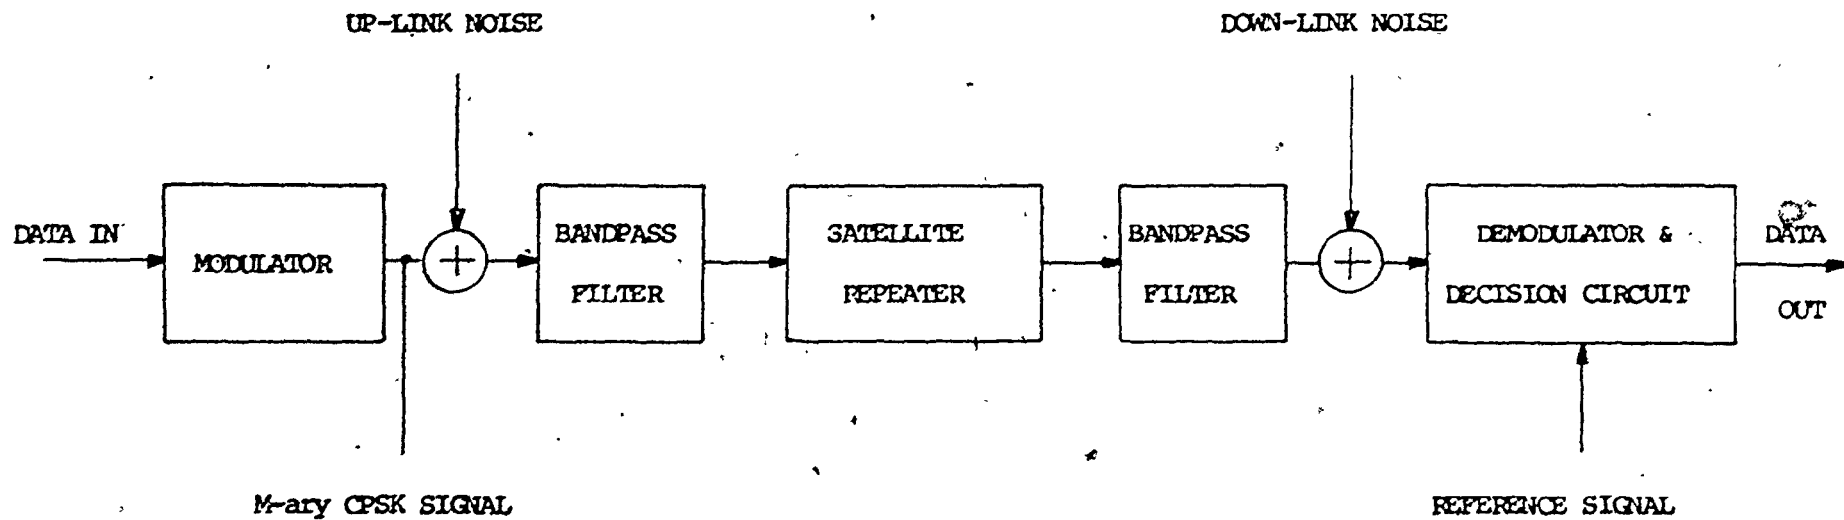 UP-LINK NOISE
DOWN-LINK NOISE
DATA IN
MODULATOR
BANDPASS
FILTER
SATELLITE
REPEATER
BANDPASS
FILTER
DEMODULATOR &
DECISION CIRCUIT
DATA
OUT
M-ary CPSK SIGNAL
REFERENCE SIGNAL